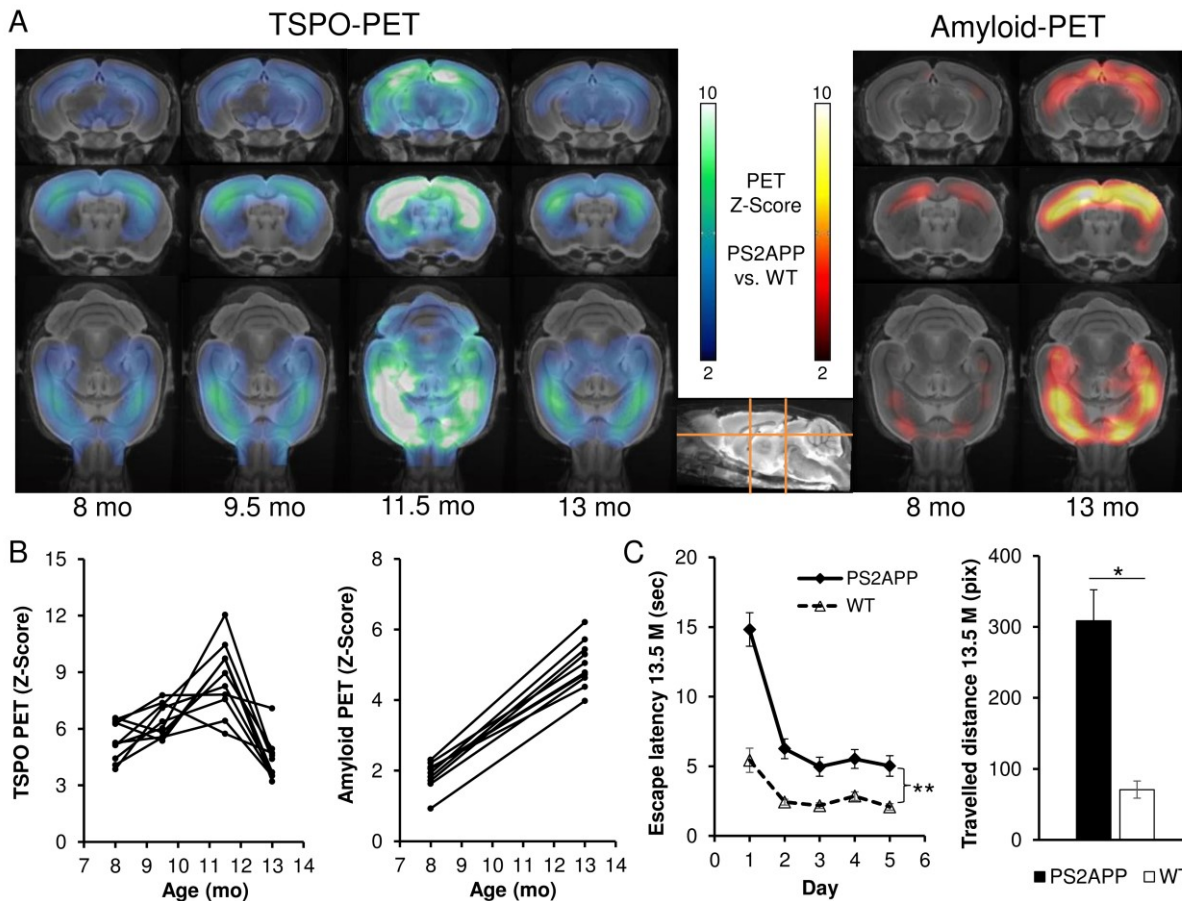 A
TSPO-PET
Amyloid-PET
10
10
PET
Z-Score
PS2APP
vs. WT
2
2
8 mo
9.5 mo
11.5 mo
13 mo
8 mo
13 mo
B
TSPO PET (Z-Score)
15
12
9
6
3
0
7 8 9 10 11 12 13 14
Age (mo)
Amyloid PET (Z-Score)
8
6
4
2
0
7 8 9 10 11 12 13 14
Age (mo)
C
Escape latency 13.5 M (sec)
20
15
10
5
0
PS2APP
WT
**
0 1 2 3 4 5 6
Day
Travelled distance 13.5 M (pix)
400
300
200
100
0
*
PS2APP
WT